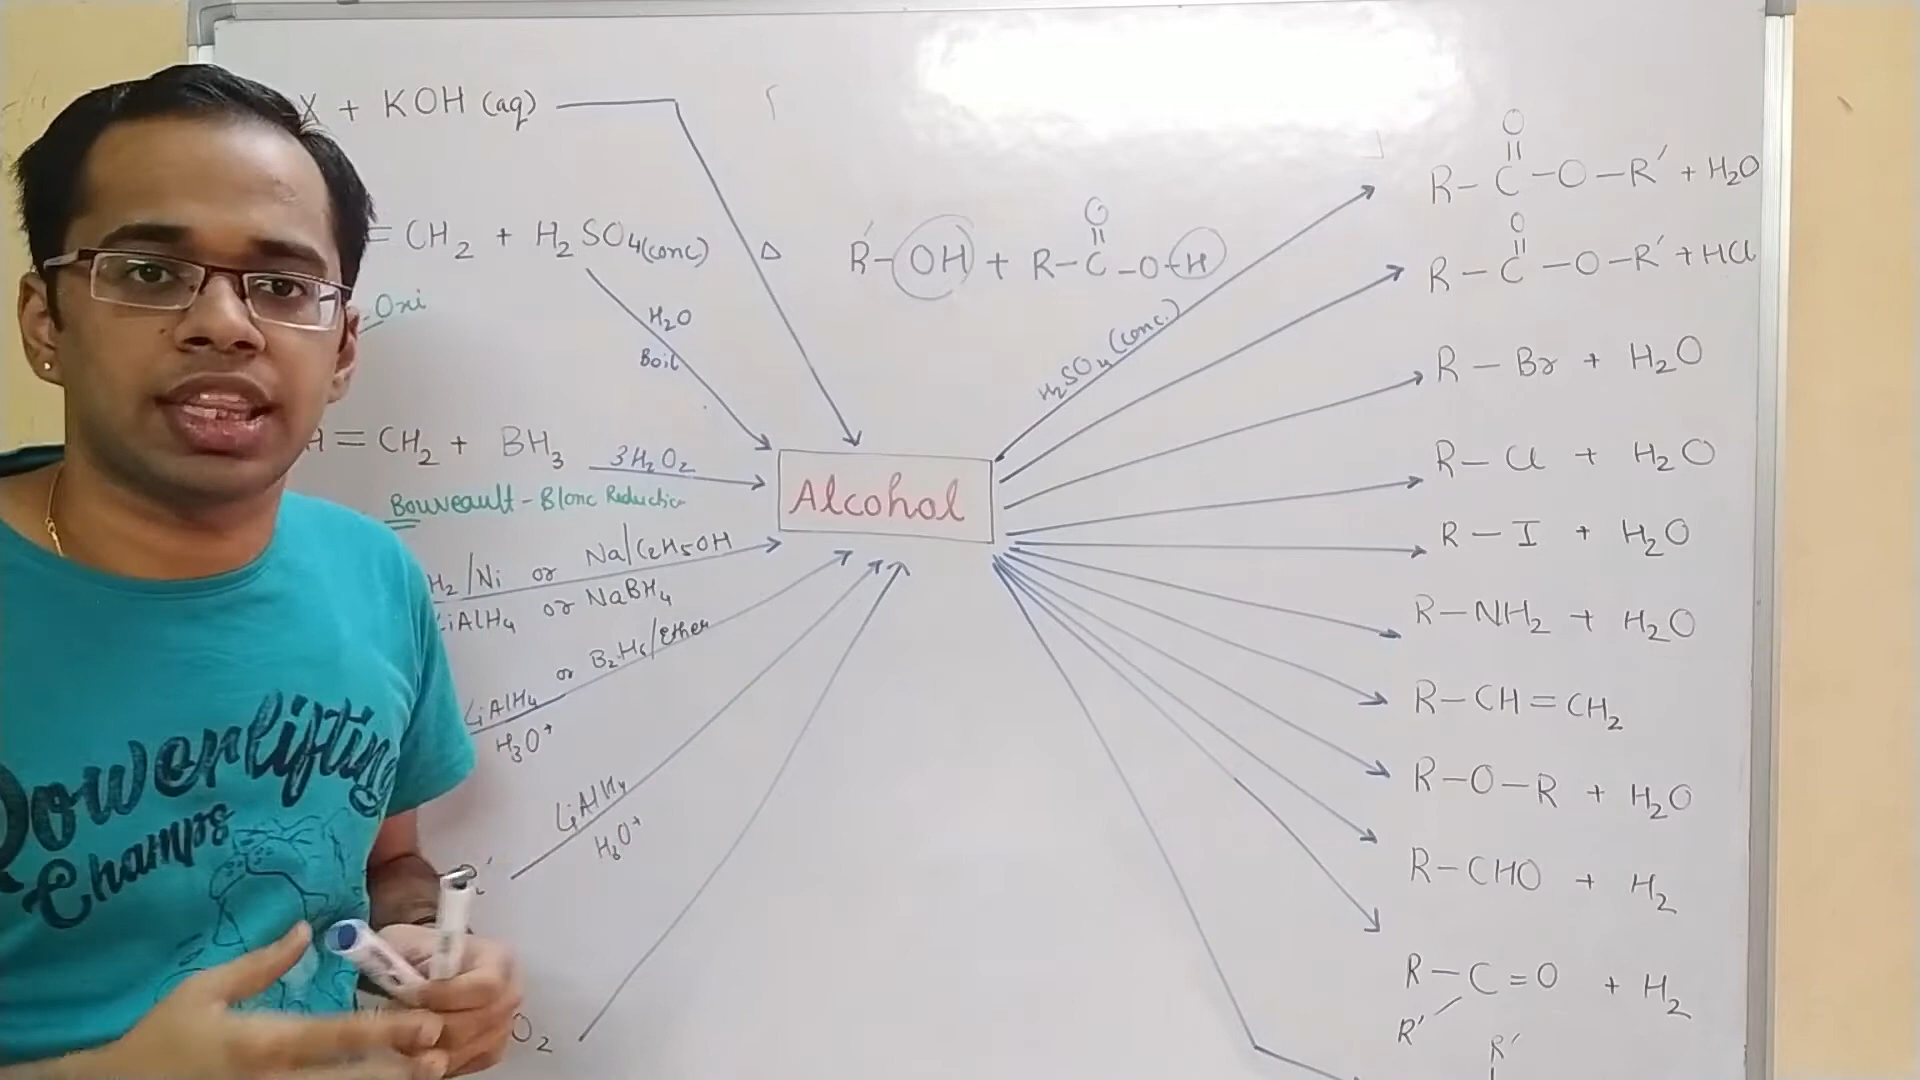 X + KOH (aq)
= CH2 + H2SO4(conc)
Δ
Oxi
H2O
Boil
R´-OH + R-C-O-H
O
||
H2SO4 (conc.)
H = CH2 + BH3
3H2O2
Bouveault-Blanc Reduction
H2/Ni or Na/C2H5OH
LiAlH4 or NaBH4
LiAlH4 or B2H6/Ether
H3O+
LiAlH4
H3O+
O2
Alcohol
O
||
R-C-O-R´ + H2O
O
||
R-C-O-R´ + HCl
R-Br + H2O
R-Cl + H2O
R-I + H2O
R-NH2 + H2O
R-CH=CH2
R-O-R + H2O
R-CHO + H2
R-C=O + H2
R´
R´
Powerlifting
Champs